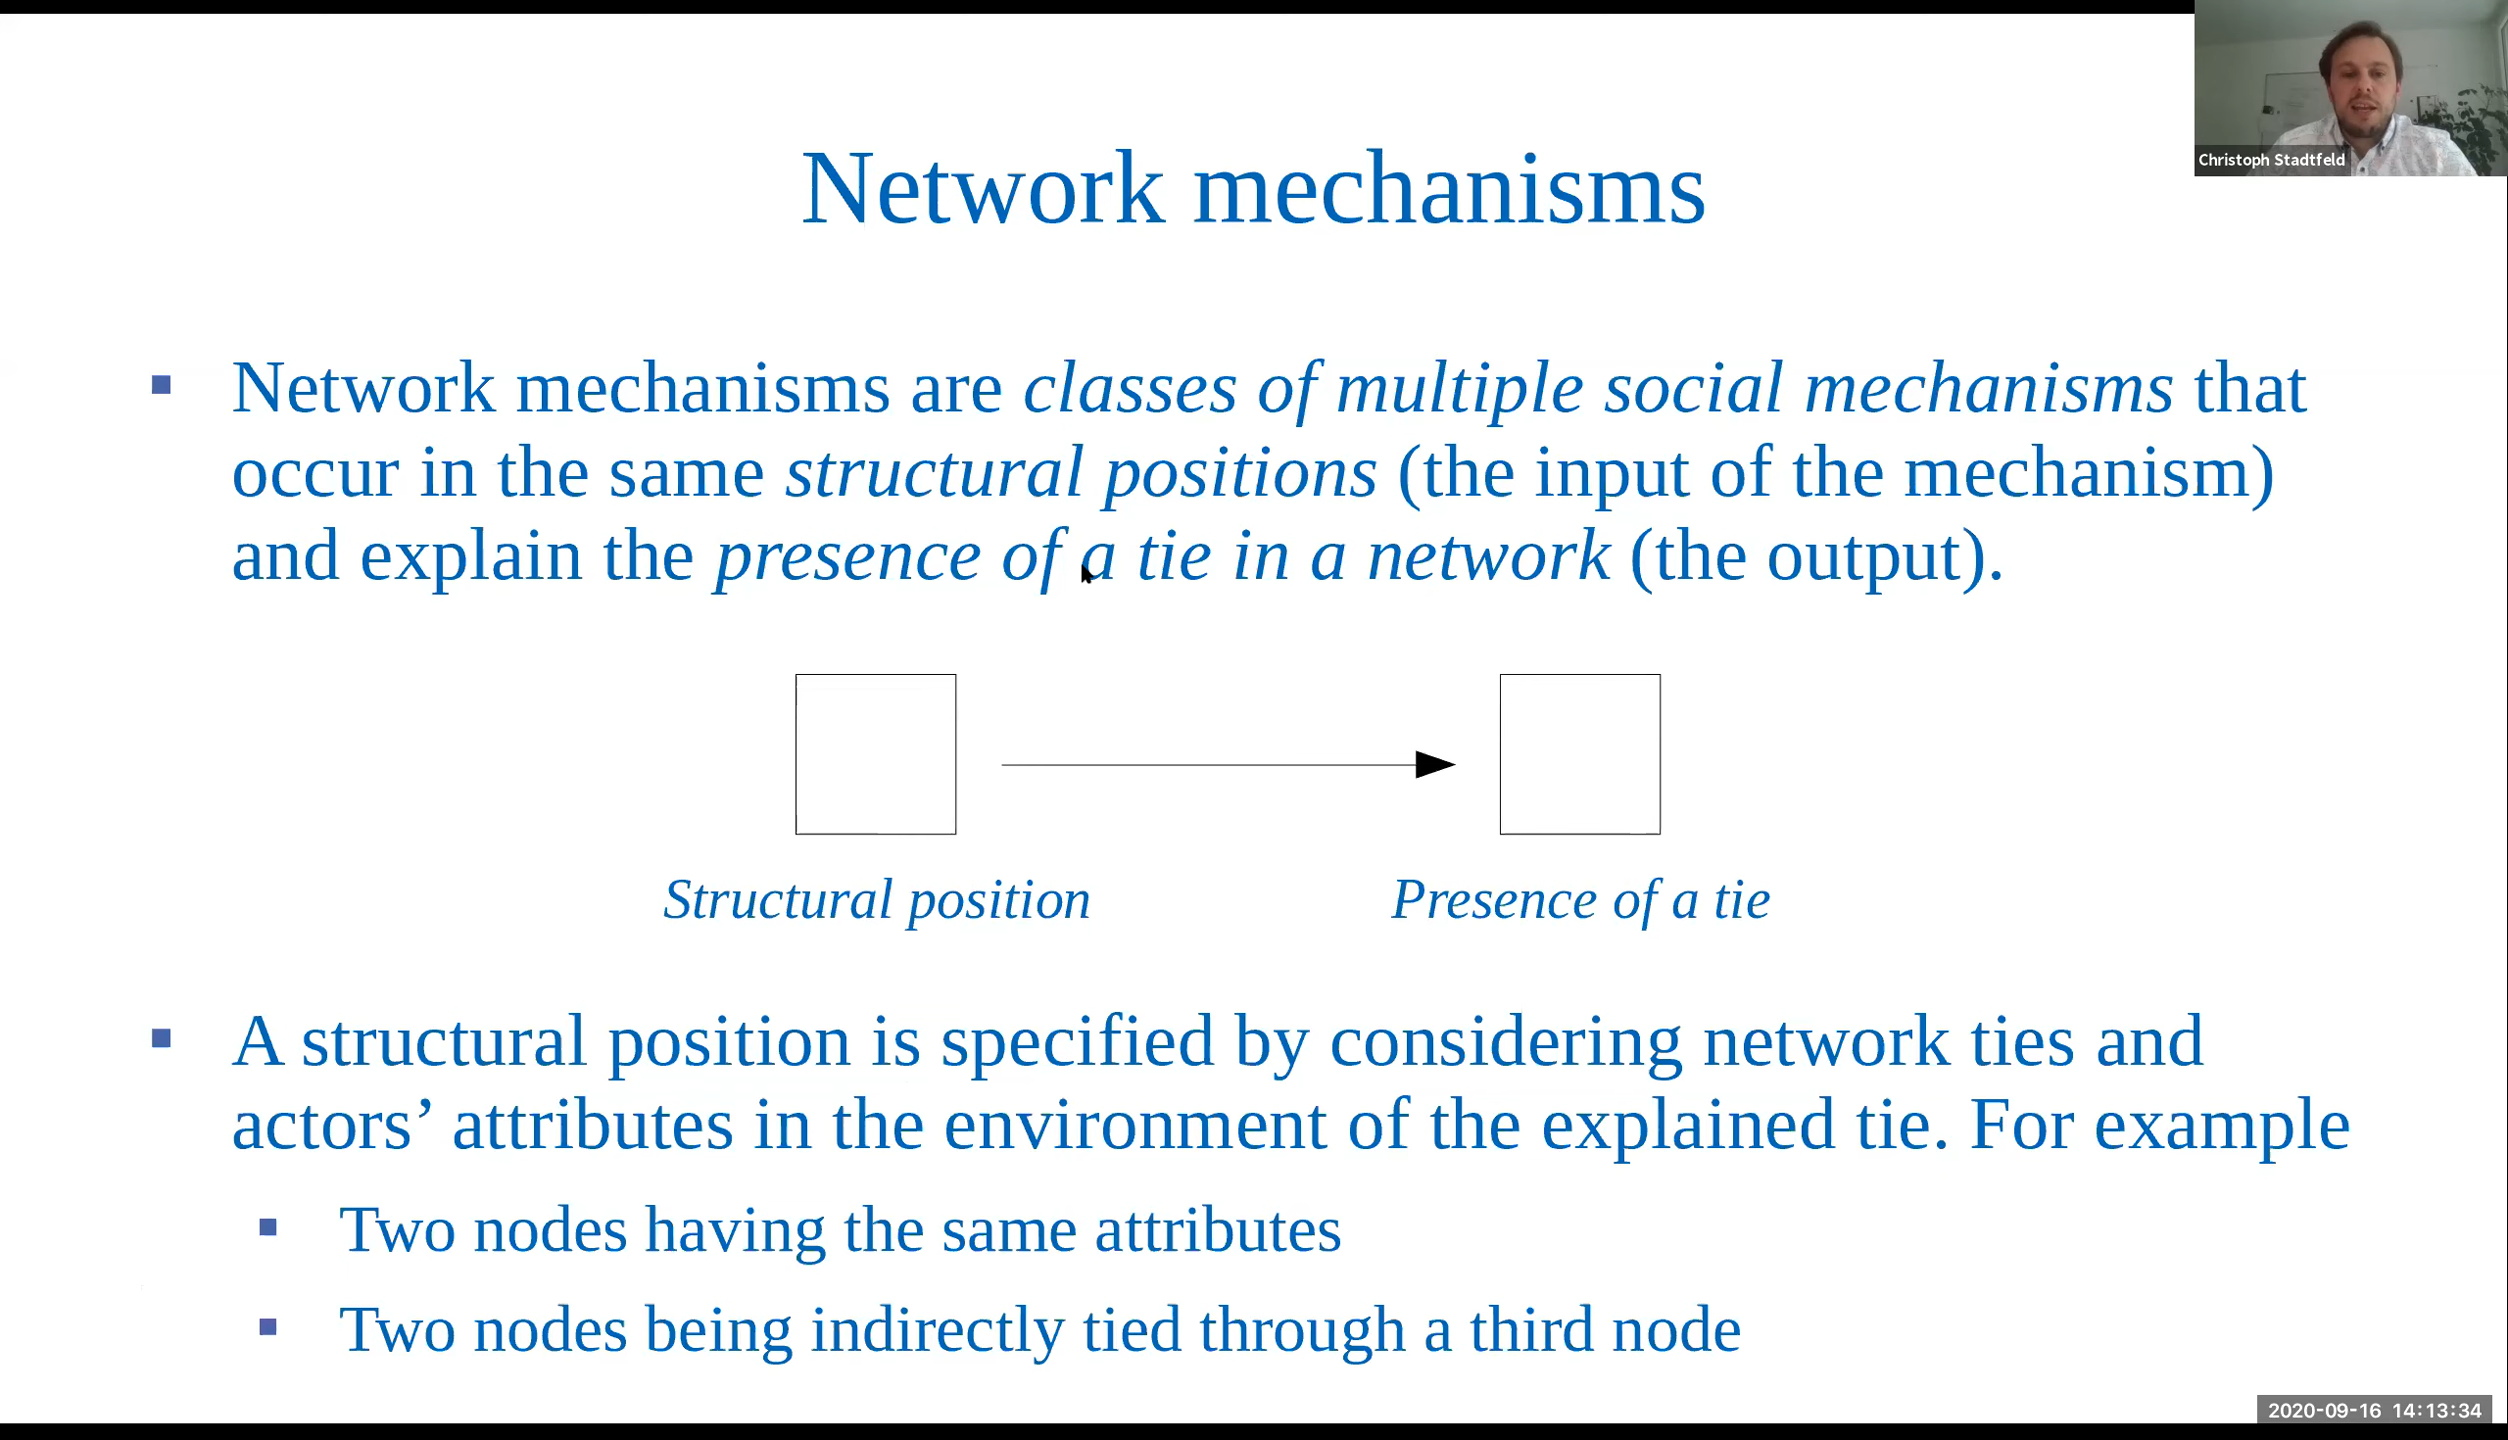 Christoph Stadtfeld
Network mechanisms
Network mechanisms are classes of multiple social mechanisms that
occur in the same structural positions (the input of the mechanism)
and explain the presence of a tie in a network (the output).
Structural position
Presence of a tie
A structural position is specified by considering network ties and
actors’ attributes in the environment of the explained tie. For example
Two nodes having the same attributes
Two nodes being indirectly tied through a third node
2020-09-16 14:13:34